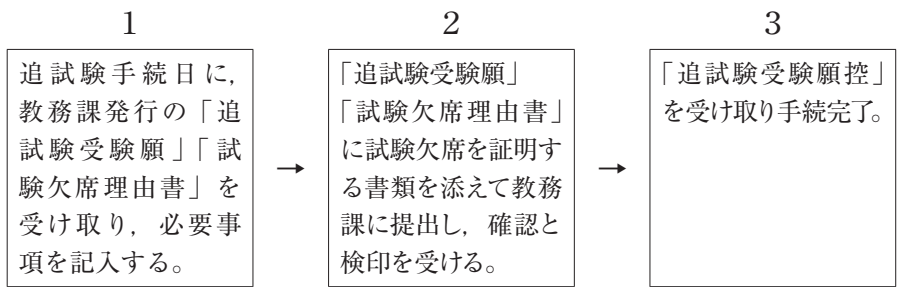 1
追試験手続日に，
教務課発行の「追
試験受験願」「試
験欠席理由書」を
受け取り，必要事
項を記入する。
→
2
「追試験受験願」
「試験欠席理由書」
に試験欠席を証明す
る書類を添えて教務
課に提出し，確認と
検印を受ける。
→
3
「追試験受験願控」
を受け取り手続完了。